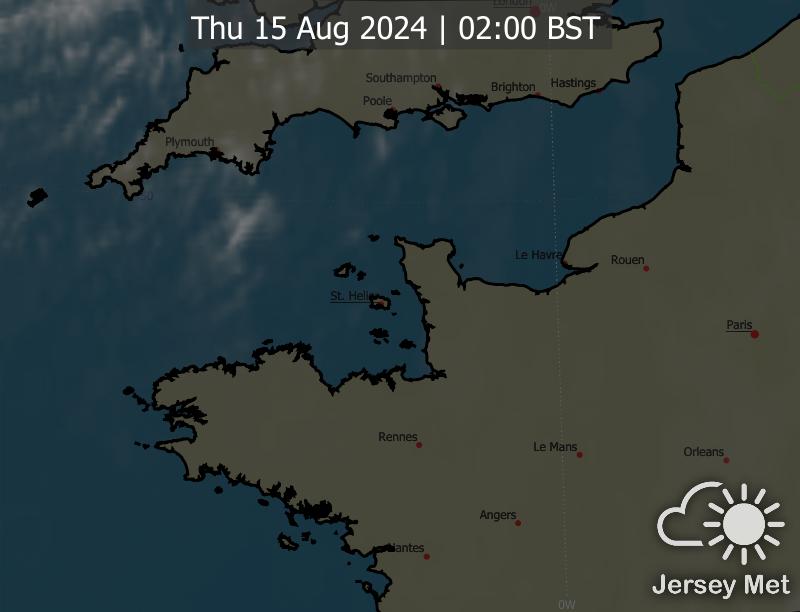 London
0W
Thu 15 Aug 2024 | 02:00 BST
Southampton
Brighton
Hastings
Poole
Plymouth
50
Le Havre
Rouen
St. Helier
Paris
Rennes
Le Mans
Orleans
Angers
Nantes
Jersey Met
0W